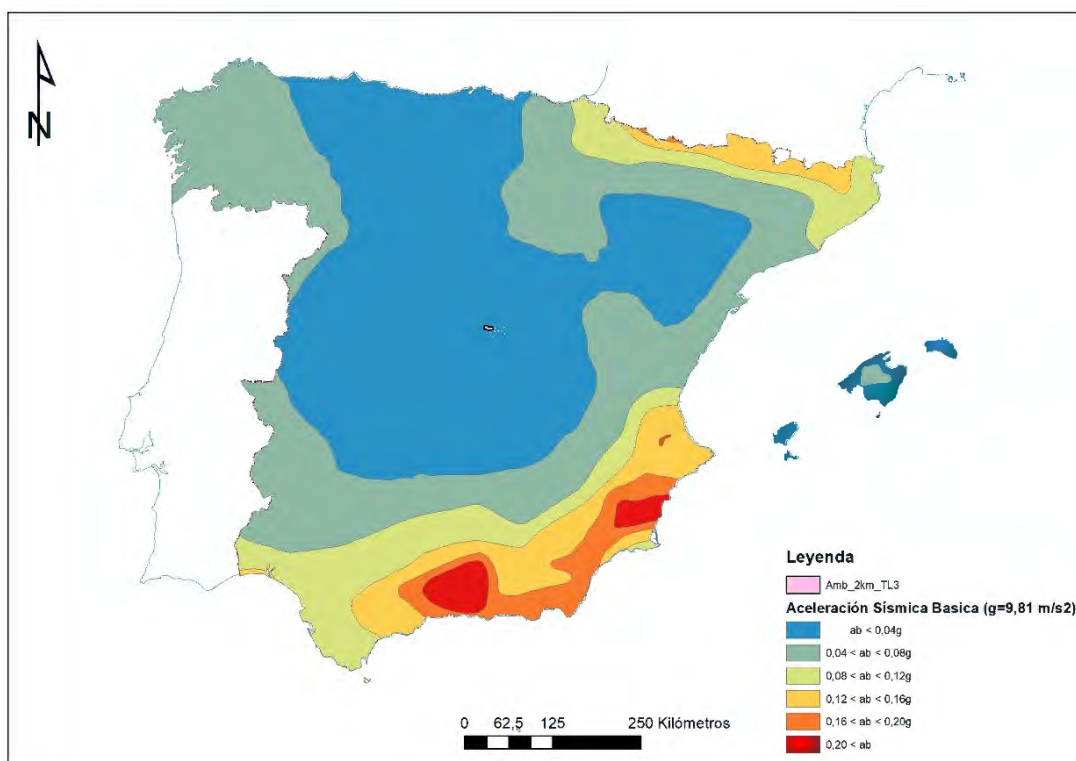 N
Leyenda
Amb_2km_TL3
Aceleración Sísmica Basica (g=9,81 m/s2)
ab < 0,04g
0,04 < ab < 0,08g
0,08 < ab < 0,12g
0,12 < ab < 0,16g
0,16 < ab < 0,20g
0,20 < ab
0 62,5 125 250 Kilómetros